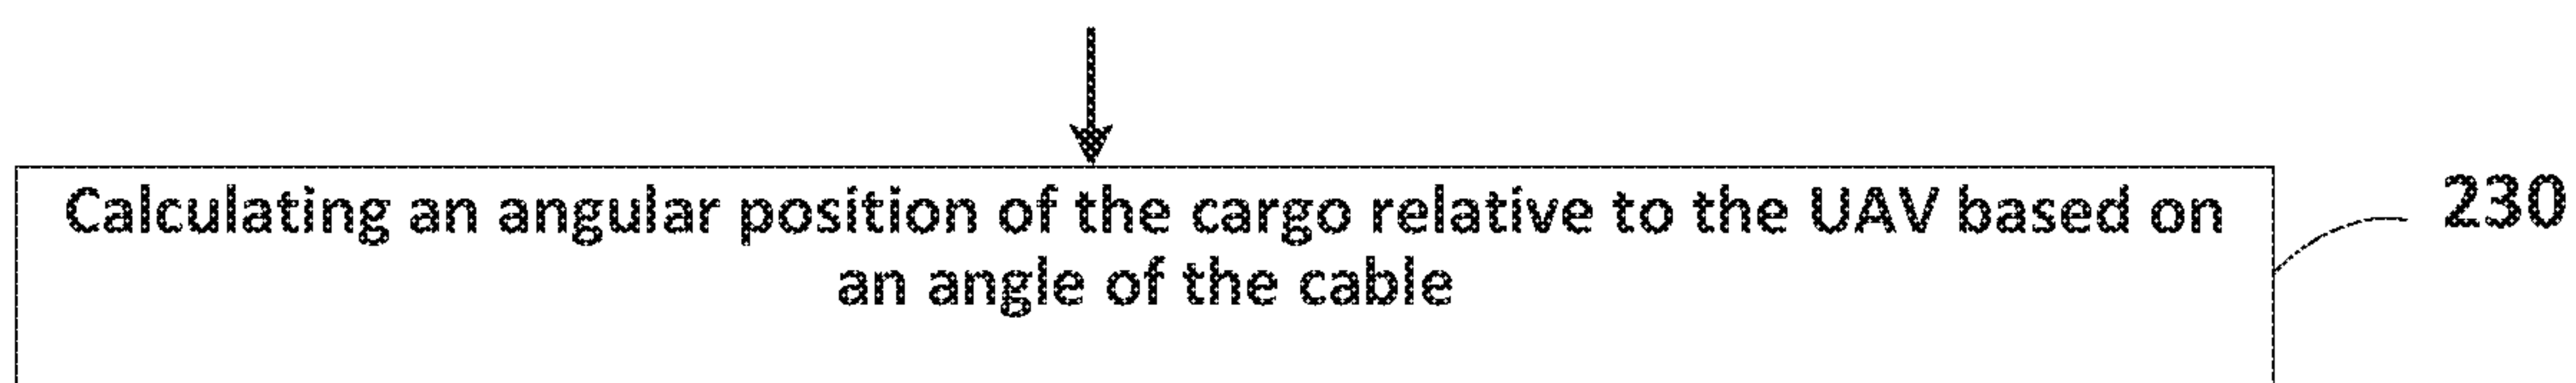 Calculating an angular position of the cargo relative to the UAV based on
an angle of the cable
230